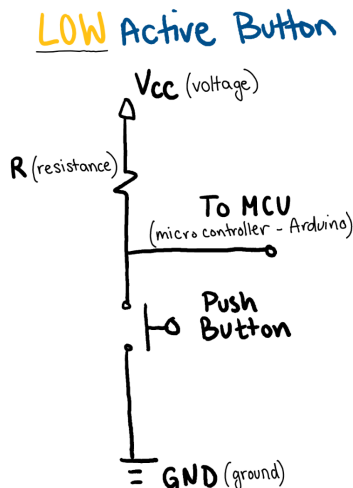 LOW Active Button
Vcc (voltage)
R (resistance)
To MCU
(micro controller - Arduino)
Push
Button
GND (ground)